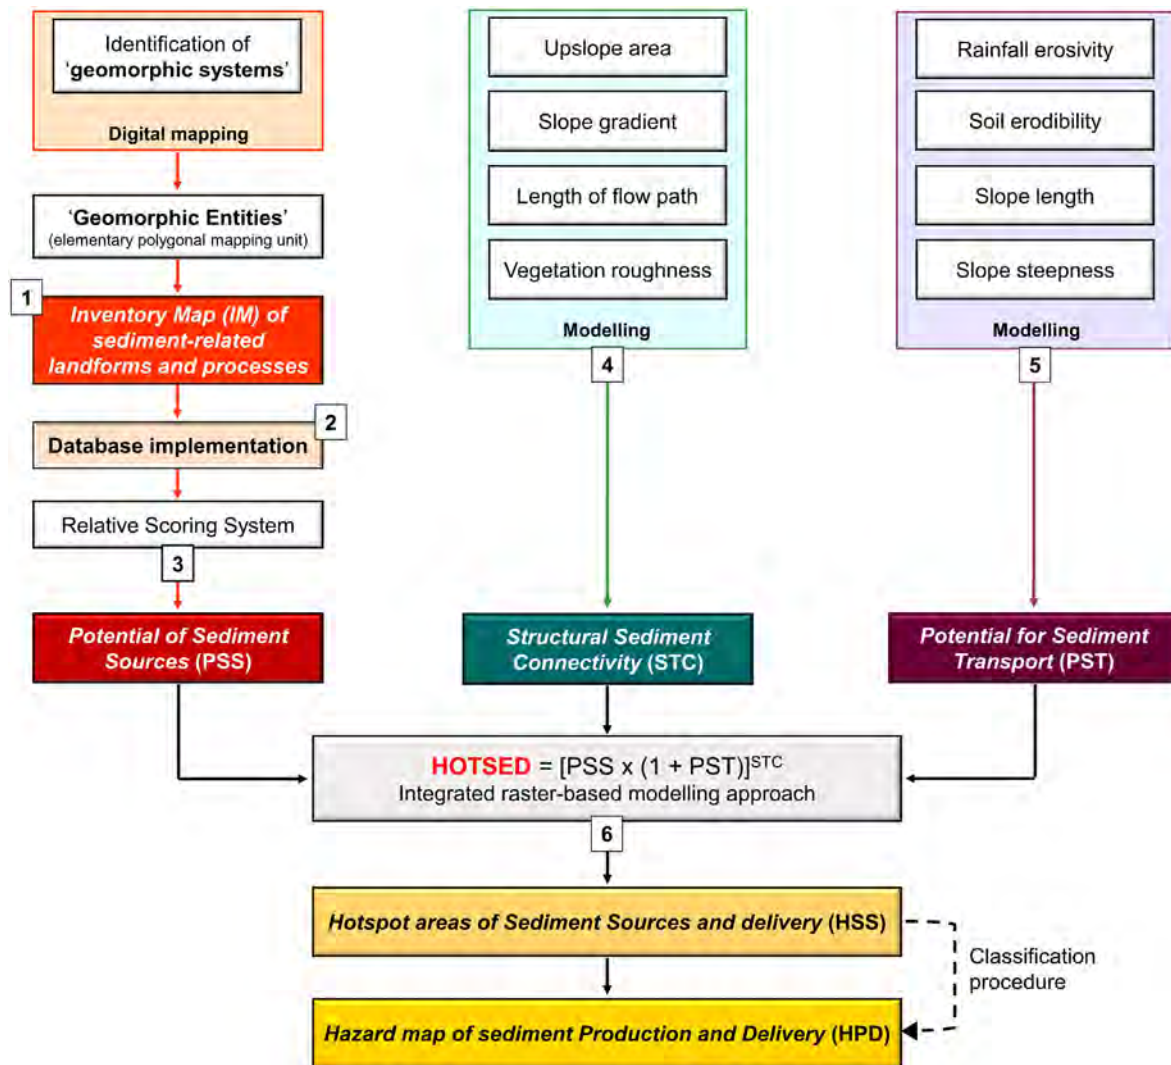 Identification of
'geomorphic systems'
Digital mapping
'Geomorphic Entities'
(elementary polygonal mapping unit)
1
Inventory Map (IM) of
sediment-related
landforms and processes
2
Database implementation
Relative Scoring System
3
Potential of Sediment
Sources (PSS)
Upslope area
Slope gradient
Length of flow path
Vegetation roughness
Modelling
4
Structural Sediment
Connectivity (STC)
Rainfall erosivity
Soil erodibility
Slope length
Slope steepness
Modelling
5
Potential for Sediment
Transport (PST)
HOTSED = [PSS x (1 + PST)]^STC
Integrated raster-based modelling approach
6
Hotspot areas of Sediment Sources and delivery (HSS)
Classification
procedure
Hazard map of sediment Production and Delivery (HPD)